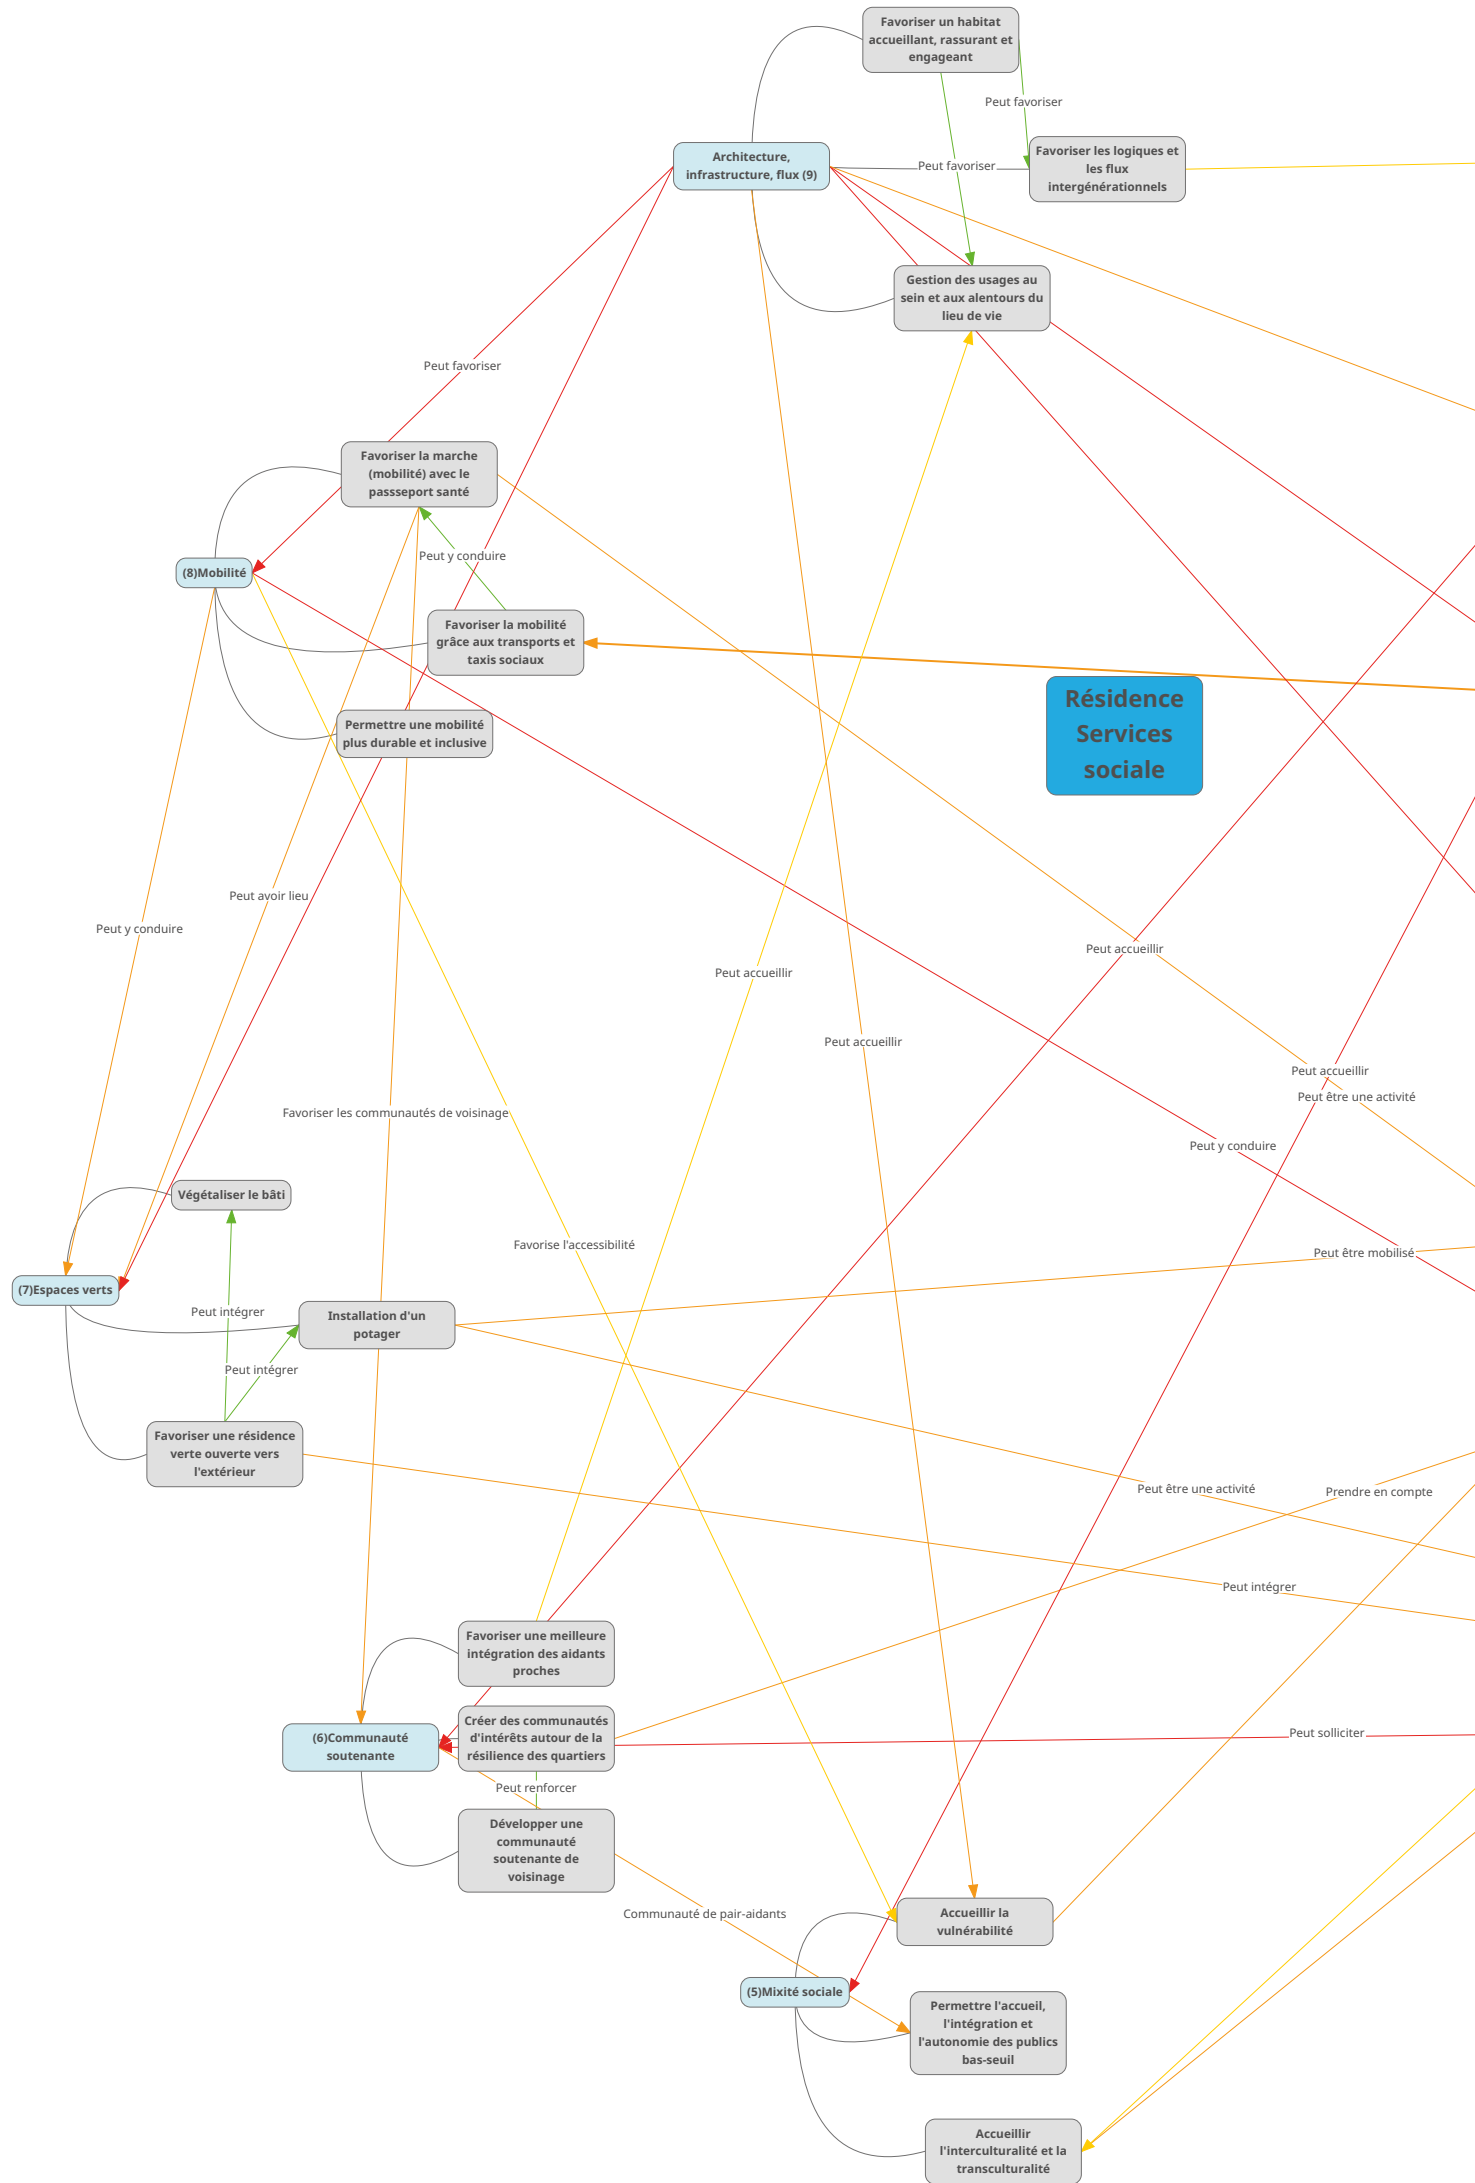 Favoriser un habitat
accueillant, rassurant et
engageant
Peut favoriser
Architecture,
infrastructure, flux (9)
Favoriser les logiques et
les flux
intergénérationnels
Peut favoriser
Gestion des usages au
sein et aux alentours du
lieu de vie
Peut favoriser
Favoriser la marche
(mobilité) avec le
passseport santé
Peut y conduire
(8)Mobilité
Favoriser la mobilité
grâce aux transports et
taxis sociaux
Résidence
Services
sociale
Permettre une mobilité
plus durable et inclusive
Peut avoir lieu
Peut y conduire
Peut accueillir
Peut accueillir
Peut accueillir
Peut accueillir
Peut être une activité
Favoriser les communautés de voisinage
Peut y conduire
Végétaliser le bâti
Favorise l'accessibilité
Peut être mobilisé
(7)Espaces verts
Peut intégrer
Installation d'un
potager
Peut intégrer
Favoriser une résidence
verte ouverte vers
l'extérieur
Peut être une activité
Prendre en compte
Peut intégrer
Favoriser une meilleure
intégration des aidants
proches
(6)Communauté
soutenante
Créer des communautés
d'intérêts autour de la
résilience des quartiers
Peut solliciter
Peut renforcer
Développer une
communauté
soutenante de
voisinage
Communauté de pair-aidants
Accueillir la
vulnérabilité
(5)Mixité sociale
Permettre l'accueil,
l'intégration et
l'autonomie des publics
bas-seuil
Accueillir
l'interculturalité et la
transculturalité